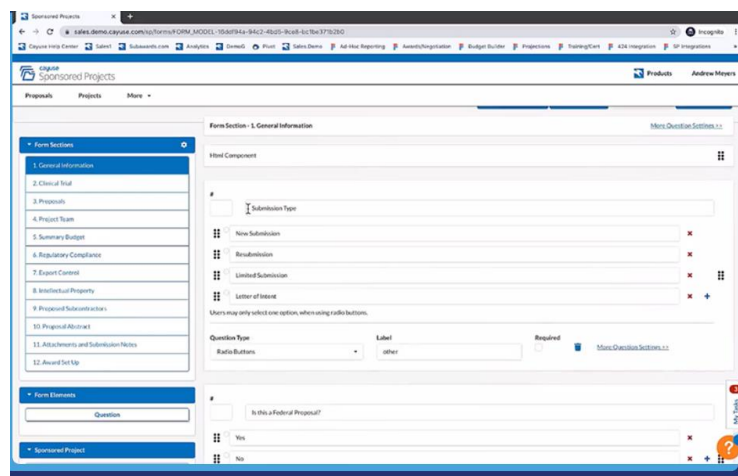 Sponsored Projects
sales.demo.cayuse.com/sp/forms/FORM_MODEL-
Incognito
Cayuse Help Center Sales1 Subawards.com Analytics DemoG Pivot Sales Demo Ad-Hoc Reporting Awards/Negotiation Budget Builder Projections Training/Cert 424 Integration SP Integrations
cayuse
Sponsored Projects
Products Andrew Meyers
Proposals Projects More
Form Section - 1. General Information More Question Settings >>
Form Sections
Html Component
1. General Information
2. Clinical Trial
3. Proposals
4. Project Team
5. Summary Budget
6. Regulatory Compliance
7. Export Control
8. Intellectual Property
9. Proposed Subcontractors
10. Proposal Abstract
11. Attachments and Submission Notes
12. Award Set Up
Form Elements
Question
Sponsored Project
#
Submission Type
New Submission
Resubmission
Limited Submission
Letter of Intent
Users may only select one option, when using radio buttons.
Question Type Label Required
Radio Buttons other More Question Settings >>
#
Is this a Federal Proposal?
Yes
No
My Tasks
?